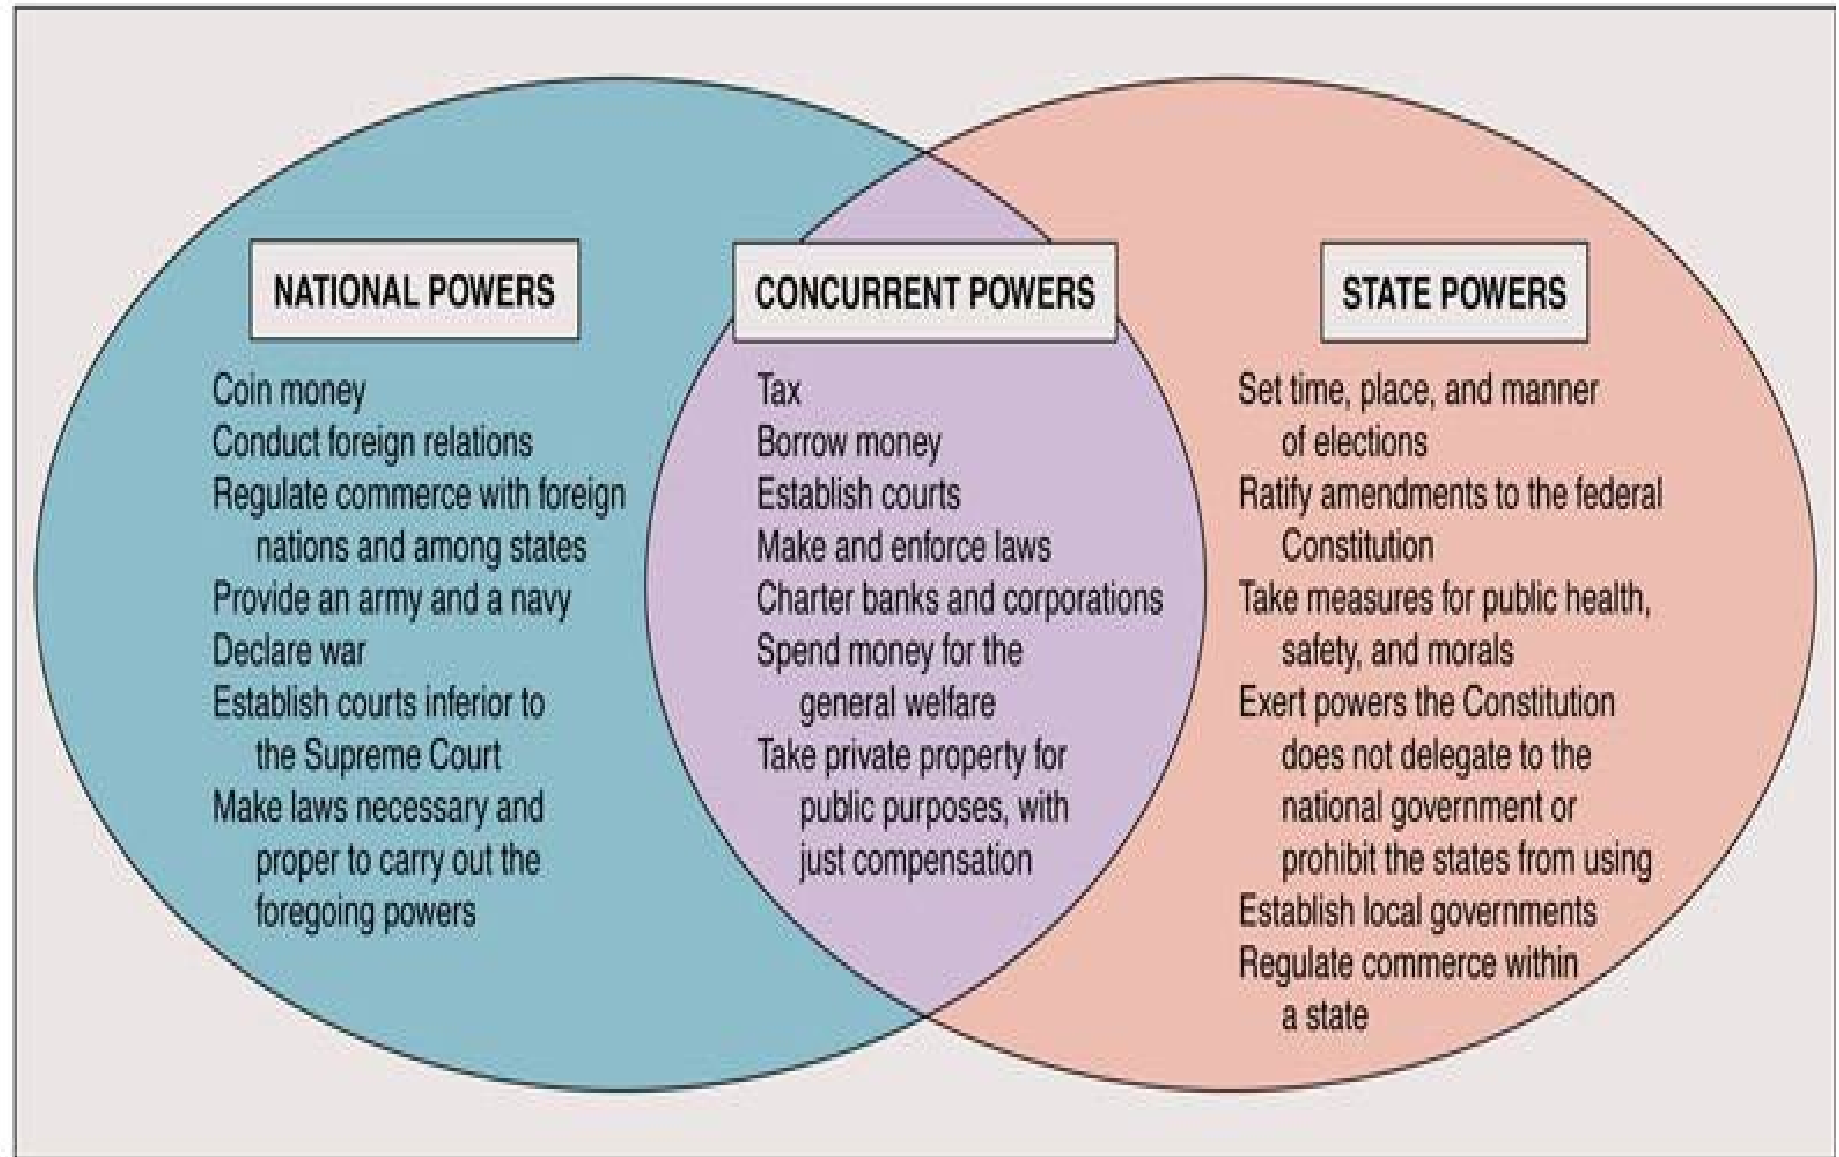 NATIONAL POWERS
Coin money
Conduct foreign relations
Regulate commerce with foreign
nations and among states
Provide an army and a navy
Declare war
Establish courts inferior to
the Supreme Court
Make laws necessary and
proper to carry out the
foregoing powers
CONCURRENT POWERS
Tax
Borrow money
Establish courts
Make and enforce laws
Charter banks and corporations
Spend money for the
general welfare
Take private property for
public purposes, with
just compensation
STATE POWERS
Set time, place, and manner
of elections
Ratify amendments to the federal
Constitution
Take measures for public health,
safety, and morals
Exert powers the Constitution
does not delegate to the
national government or
prohibit the states from using
Establish local governments
Regulate commerce within
a state